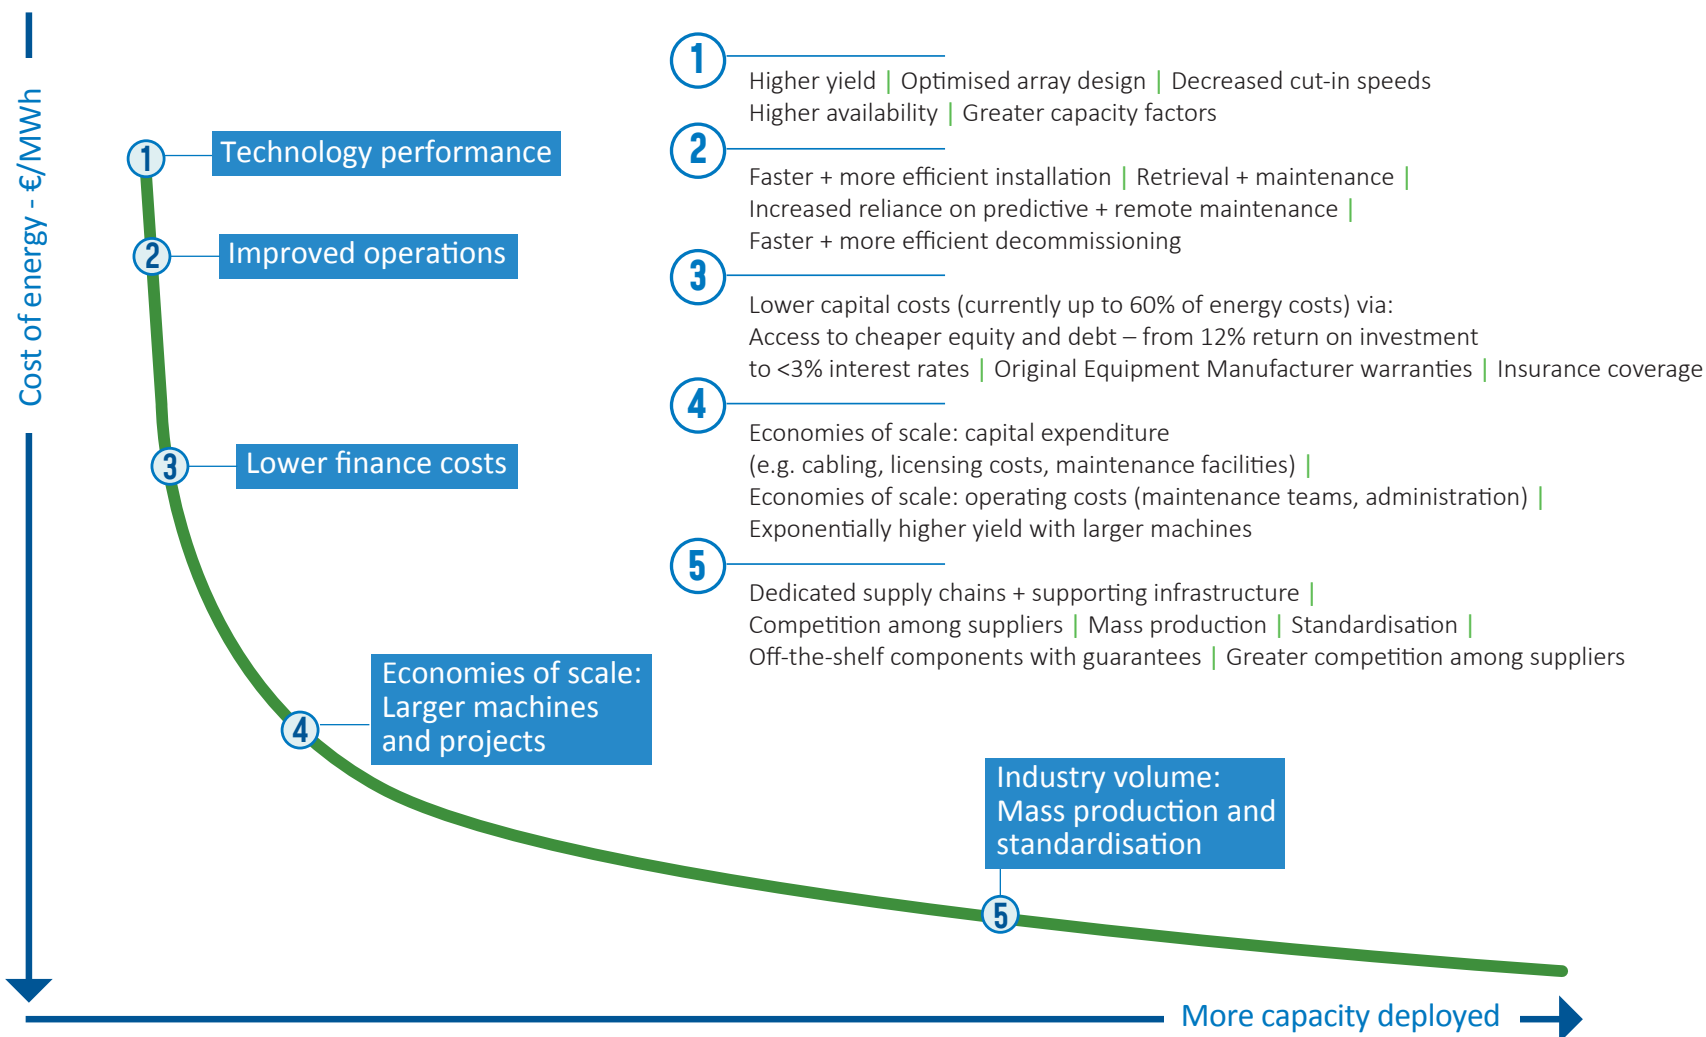 Cost of energy - €/MWh
1
Technology performance
2
Improved operations
3
Lower finance costs
4
Economies of scale:
Larger machines
and projects
5
Industry volume:
Mass production and
standardisation
More capacity deployed
1
Higher yield | Optimised array design | Decreased cut-in speeds
Higher availability | Greater capacity factors
2
Faster + more efficient installation | Retrieval + maintenance |
Increased reliance on predictive + remote maintenance |
Faster + more efficient decommissioning
3
Lower capital costs (currently up to 60% of energy costs) via:
Access to cheaper equity and debt – from 12% return on investment
to <3% interest rates | Original Equipment Manufacturer warranties | Insurance coverage
4
Economies of scale: capital expenditure
(e.g. cabling, licensing costs, maintenance facilities) |
Economies of scale: operating costs (maintenance teams, administration) |
Exponentially higher yield with larger machines
5
Dedicated supply chains + supporting infrastructure |
Competition among suppliers | Mass production | Standardisation |
Off-the-shelf components with guarantees | Greater competition among suppliers